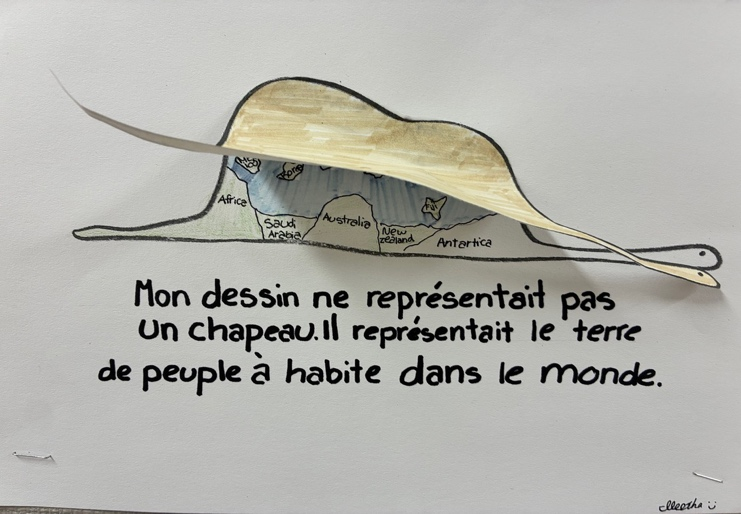 Africa
Saudi
Arabia
Australia
New
zealand
Antartica
Fiji
Mon dessin ne représentait pas
un chapeau. Il représentait le terre
de peuple à habite dans le monde.